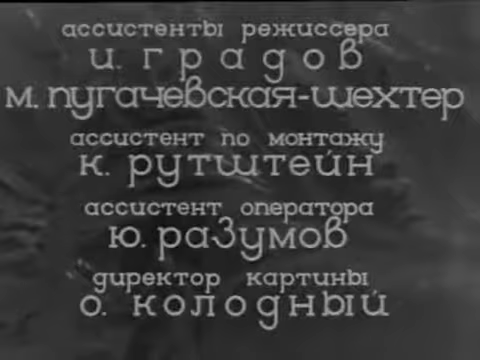 ассистенты режиссера
и. градов
м. пугачевская-шехтер
ассистент по монтажу
к. рутштейн
ассистент оператора
ю. разумов
директор картины
о. колодный